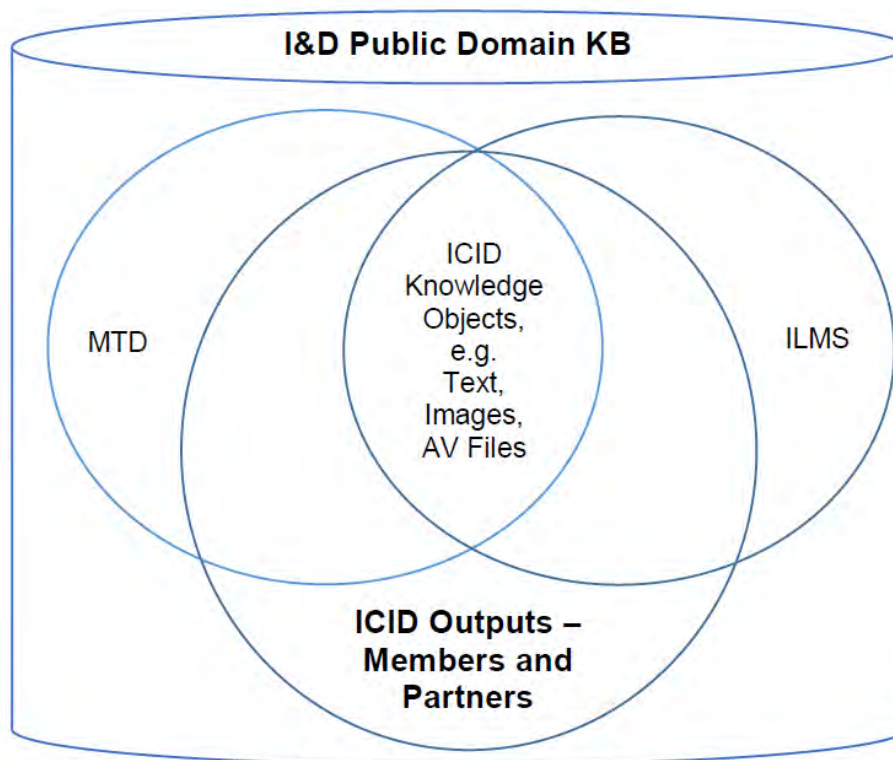 I&D Public Domain KB
MTD
ICID
Knowledge
Objects,
e.g.
Text,
Images,
AV Files
ILMS
ICID Outputs –
Members and
Partners